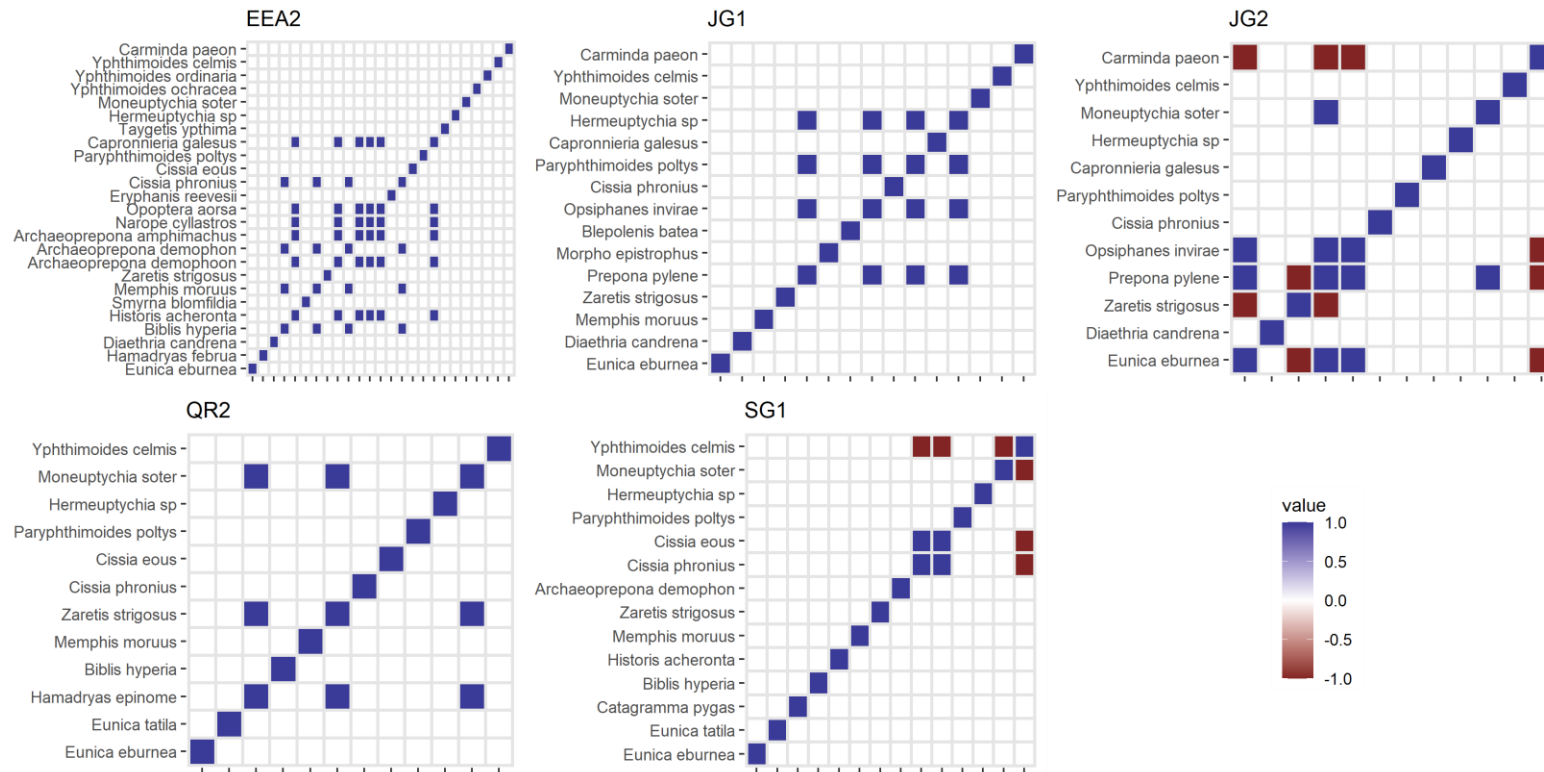 EEA2
Carminda paeon
Yphthimoides celmis
Yphthimoides ordinaria
Yphthimoides ochracea
Moneuptychia soter
Hermeuptychia sp
Taygetis ypthima
Capronnieria galesus
Paryphthimoides poltys
Cissia eous
Cissia phronius
Eryphanis reevesii
Opoptera aorsa
Narope cyllastros
Archaeoprepona amphimachus
Archaeoprepona demophon
Archaeoprepona demophoon
Zaretis strigosus
Memphis moruus
Smyrna blomfildia
Historis acheronta
Biblis hyperia
Diaethria candrena
Hamadryas februa
Eunica eburnea
JG1
Carminda paeon
Yphthimoides celmis
Moneuptychia soter
Hermeuptychia sp
Capronnieria galesus
Paryphthimoides poltys
Cissia phronius
Opsiphanes invirae
Blepolenis batea
Morpho epistrophus
Prepona pylene
Zaretis strigosus
Memphis moruus
Diaethria candrena
Eunica eburnea
JG2
Carminda paeon
Yphthimoides celmis
Moneuptychia soter
Hermeuptychia sp
Capronnieria galesus
Paryphthimoides poltys
Cissia phronius
Opsiphanes invirae
Prepona pylene
Zaretis strigosus
Diaethria candrena
Eunica eburnea
QR2
Yphthimoides celmis
Moneuptychia soter
Hermeuptychia sp
Paryphthimoides poltys
Cissia eous
Cissia phronius
Zaretis strigosus
Memphis moruus
Biblis hyperia
Hamadryas epinome
Eunica tatila
Eunica eburnea
SG1
Yphthimoides celmis
Moneuptychia soter
Hermeuptychia sp
Paryphthimoides poltys
Cissia eous
Cissia phronius
Archaeoprepona demophon
Zaretis strigosus
Memphis moruus
Historis acheronta
Biblis hyperia
Catagramma pygas
Eunica tatila
Eunica eburnea
value
1.0
0.5
0.0
-0.5
-1.0